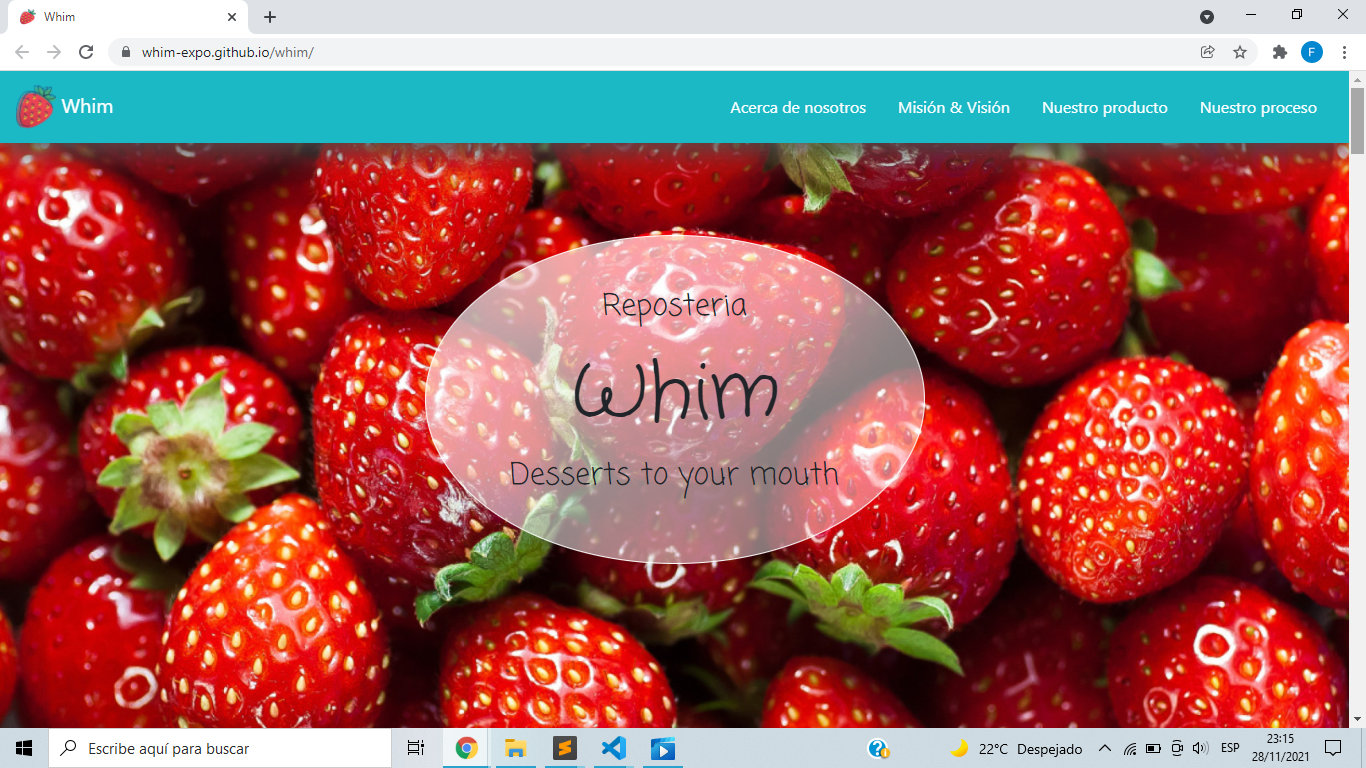 Whim
whim-expo.github.io/whim/
F
Whim
Acerca de nosotros
Misión & Visión
Nuestro producto
Nuestro proceso
Reposteria
Whim
Desserts to your mouth
Escribe aquí para buscar
22°C Despejado
ESP
23:15
28/11/2021